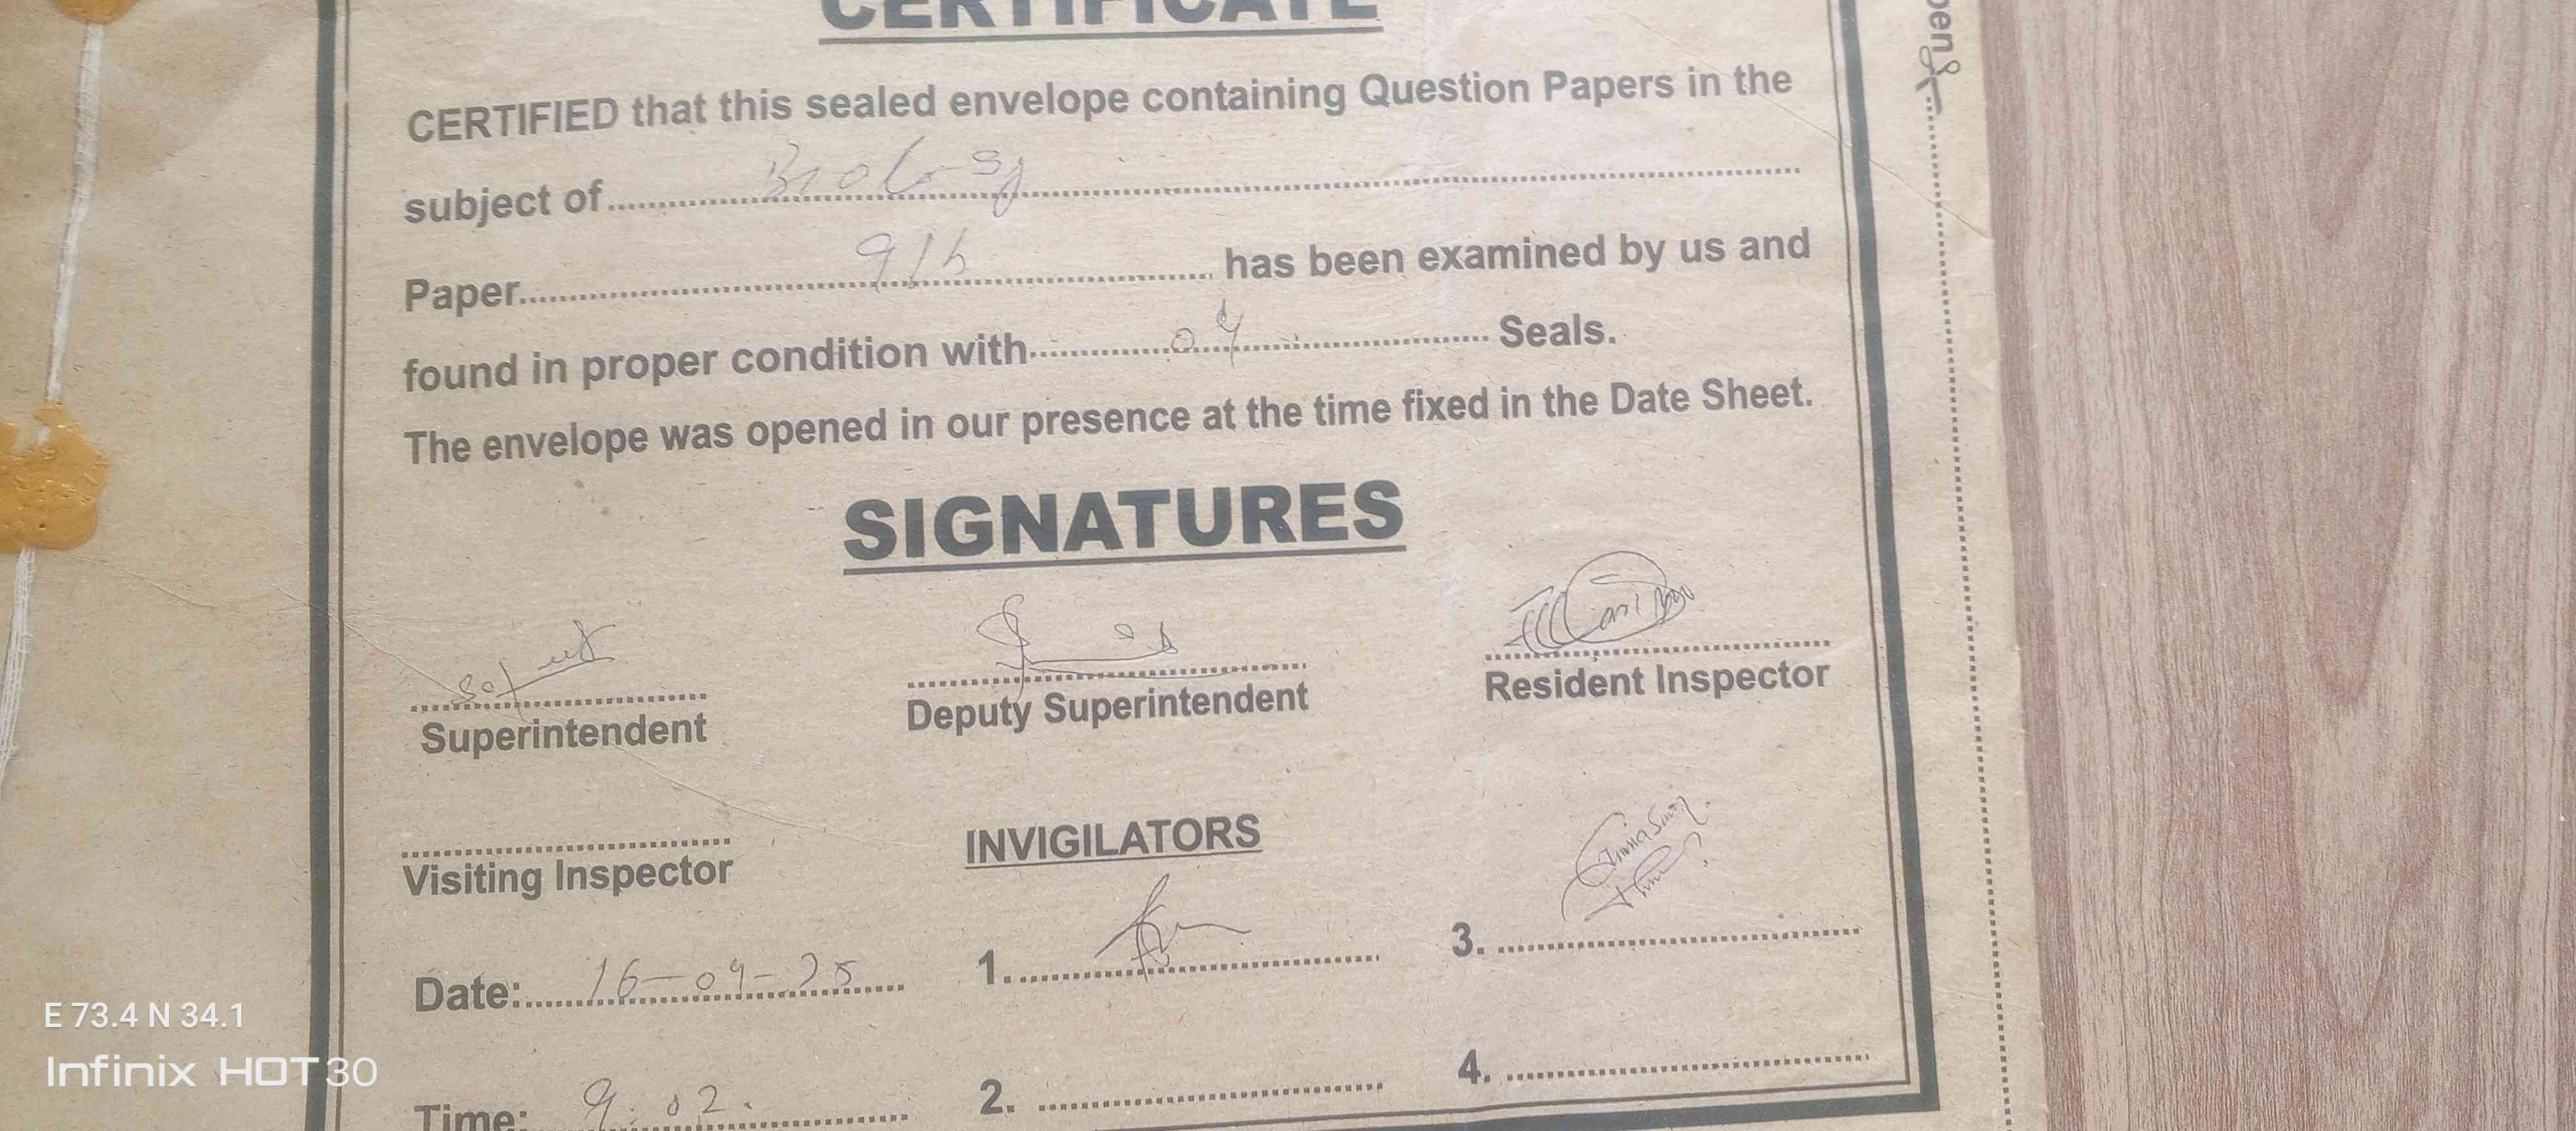 CERTIFICATE
CERTIFIED that this sealed envelope containing Question Papers in the
subject of Biology
Paper 9th has been examined by us and
found in proper condition with 04 Seals.
The envelope was opened in our presence at the time fixed in the Date Sheet.
SIGNATURES
Superintendent
Deputy Superintendent
Resident Inspector
Visiting Inspector
INVIGILATORS
Date: 16-04-25
1.
3.
Time: 9.02.
2.
4.
E 73.4 N 34.1
Infinix HOT 30